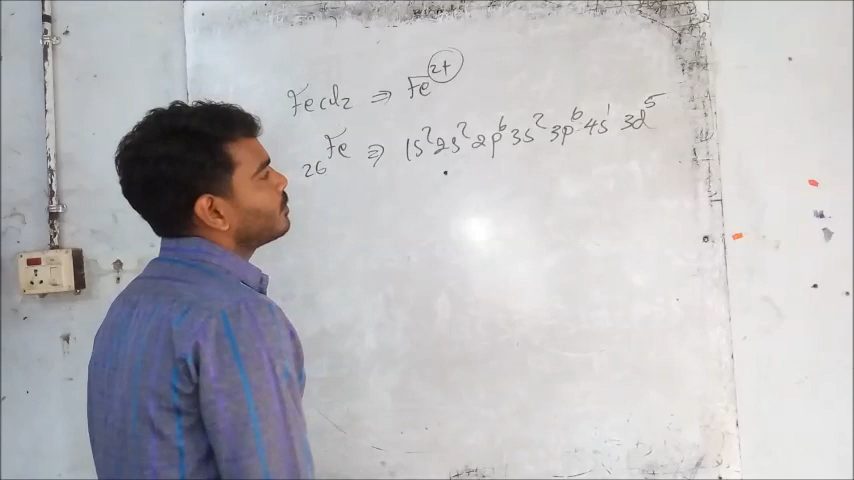 FeCl2 ⇒ Fe²⁺
₂₆Fe ⇒ 1s² 2s² 2p⁶ 3s² 3p⁶ 4s¹ 3d⁵